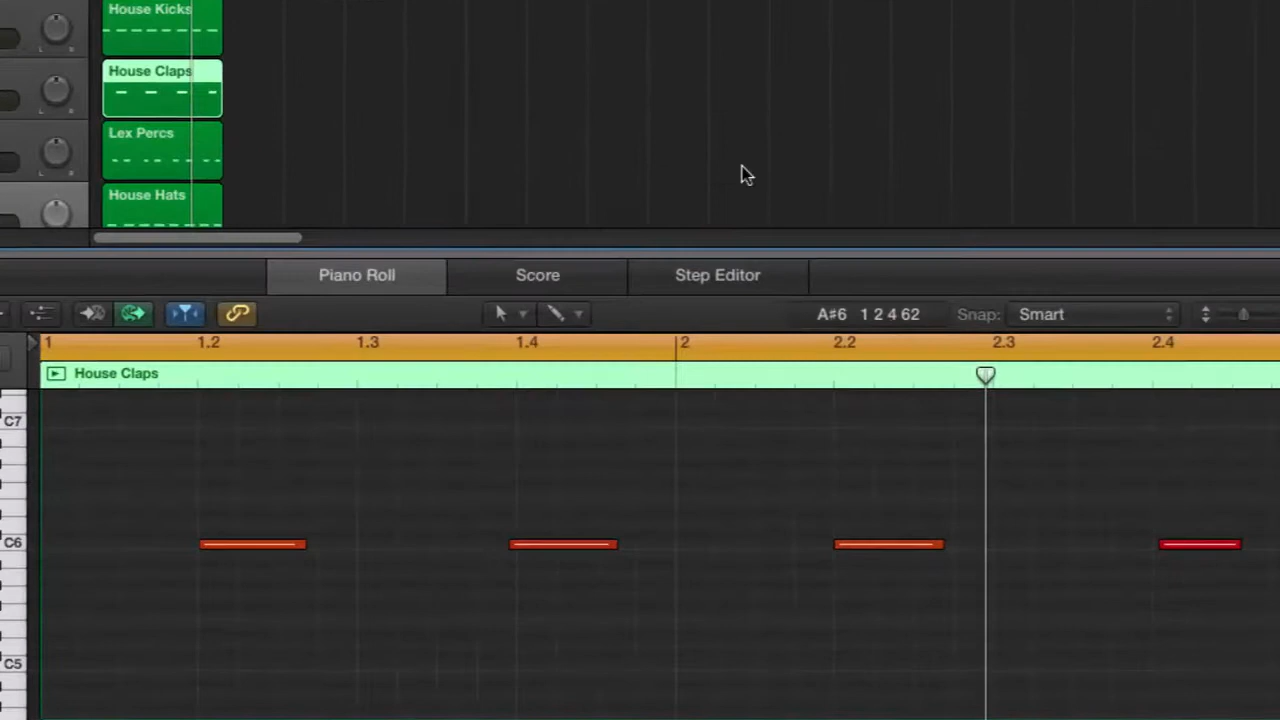 House Kicks
House Claps
Lex Percs
House Hats
Piano Roll Score Step Editor
A♯6 1 2 4 62 Snap: Smart
1 1.2 1.3 1.4 2 2.2 2.3 2.4
House Claps
C7
C6
C5